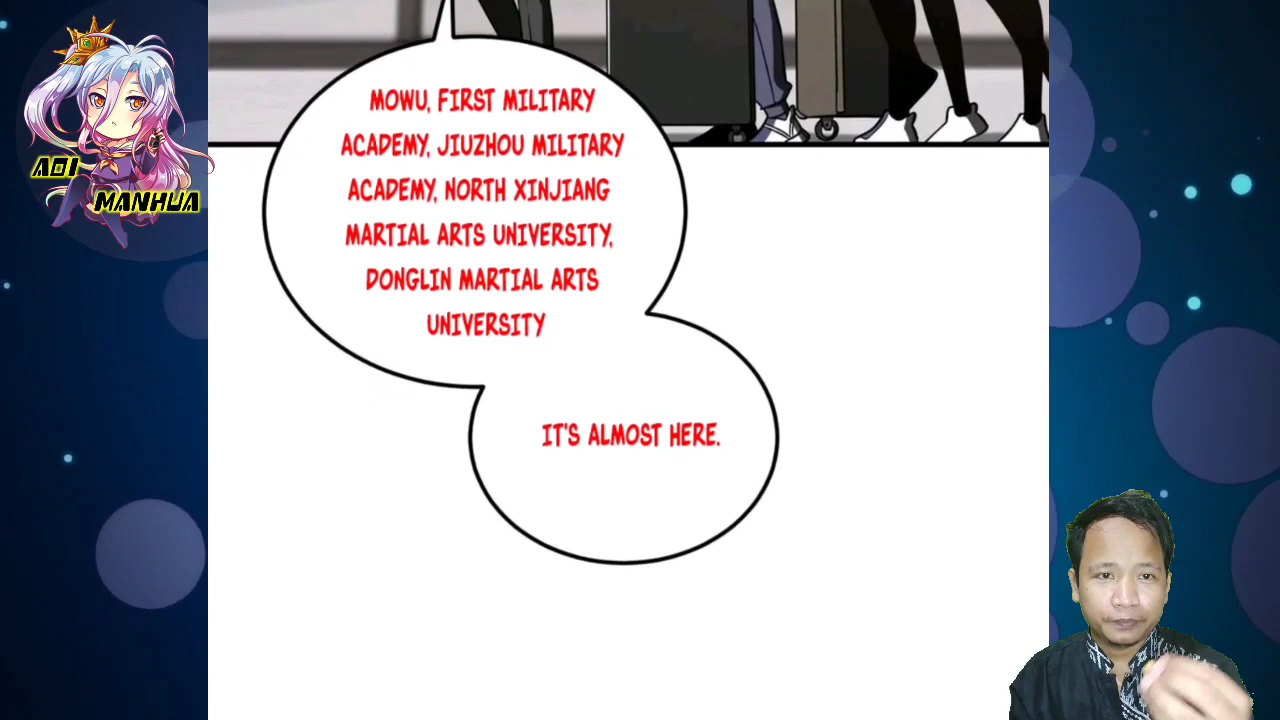 MOWU, FIRST MILITARY
ACADEMY, JIUZHOU MILITARY
ACADEMY, NORTH XINJIANG
MARTIAL ARTS UNIVERSITY,
DONGLIN MARTIAL ARTS
UNIVERSITY
IT'S ALMOST HERE.
AOI
MANHUA